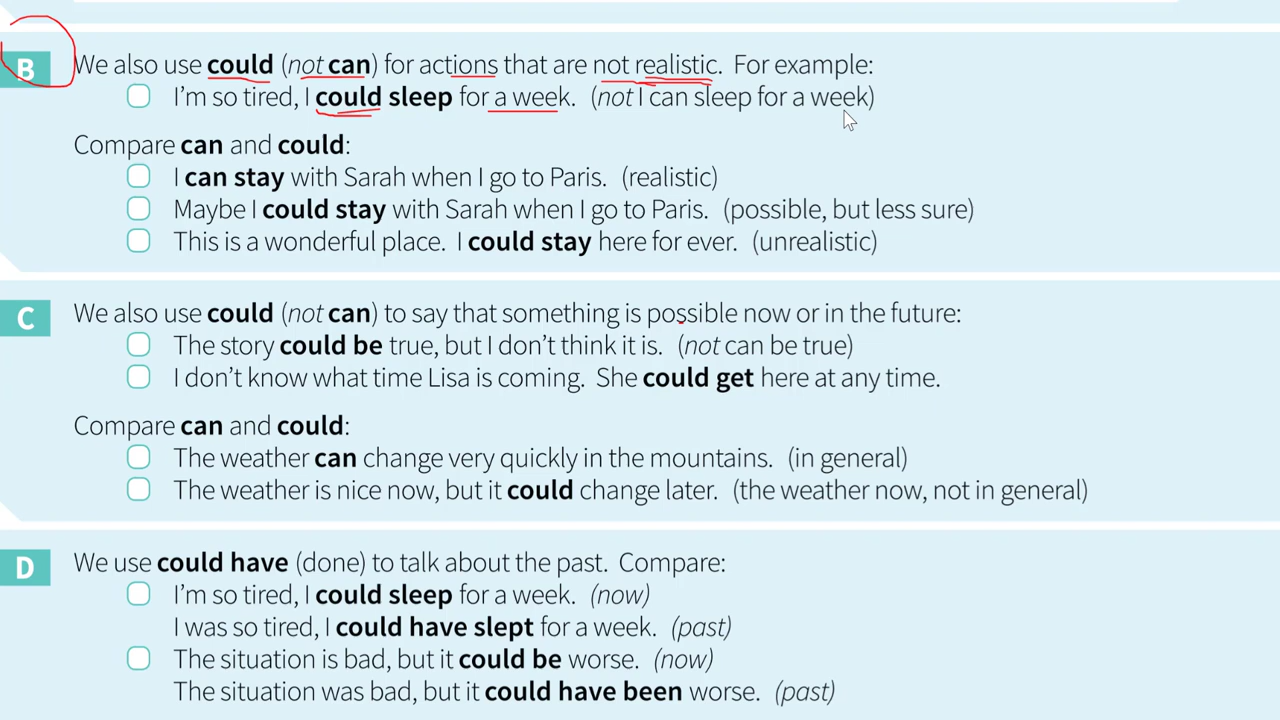 B We also use could (not can) for actions that are not realistic. For example:
I'm so tired, I could sleep for a week. (not I can sleep for a week)
Compare can and could:
I can stay with Sarah when I go to Paris. (realistic)
Maybe I could stay with Sarah when I go to Paris. (possible, but less sure)
This is a wonderful place. I could stay here for ever. (unrealistic)
C We also use could (not can) to say that something is possible now or in the future:
The story could be true, but I don't think it is. (not can be true)
I don't know what time Lisa is coming. She could get here at any time.
Compare can and could:
The weather can change very quickly in the mountains. (in general)
The weather is nice now, but it could change later. (the weather now, not in general)
D We use could have (done) to talk about the past. Compare:
I'm so tired, I could sleep for a week. (now)
I was so tired, I could have slept for a week. (past)
The situation is bad, but it could be worse. (now)
The situation was bad, but it could have been worse. (past)